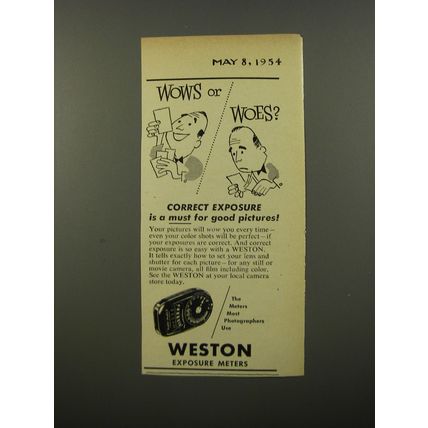 MAY 8, 1954
WOWS or
WOES?
CORRECT EXPOSURE
is a must for good pictures!
Your pictures will wow you every time—
even your color shots will be perfect—if
your exposures are correct. And correct
exposure is so easy with a WESTON.
It tells exactly how to set your lens and
shutter for each picture—for any still or
movie camera, all film including color.
See the WESTON at your local camera
store today.
The
Meters
Most
Photographers
Use
WESTON
EXPOSURE METERS